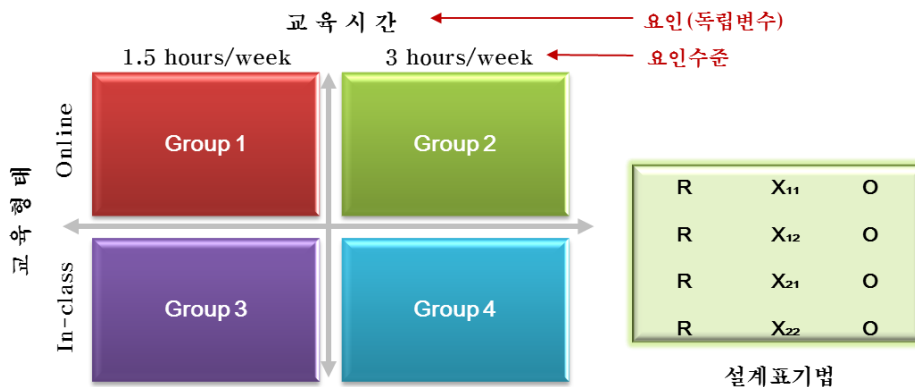 교육시간
요인(독립변수)
1.5 hours/week
3 hours/week
요인수준
교육형태
Online
Group 1
Group 2
In-class
Group 3
Group 4
R X₁₁ O
R X₁₂ O
R X₂₁ O
R X₂₂ O
설계표기법